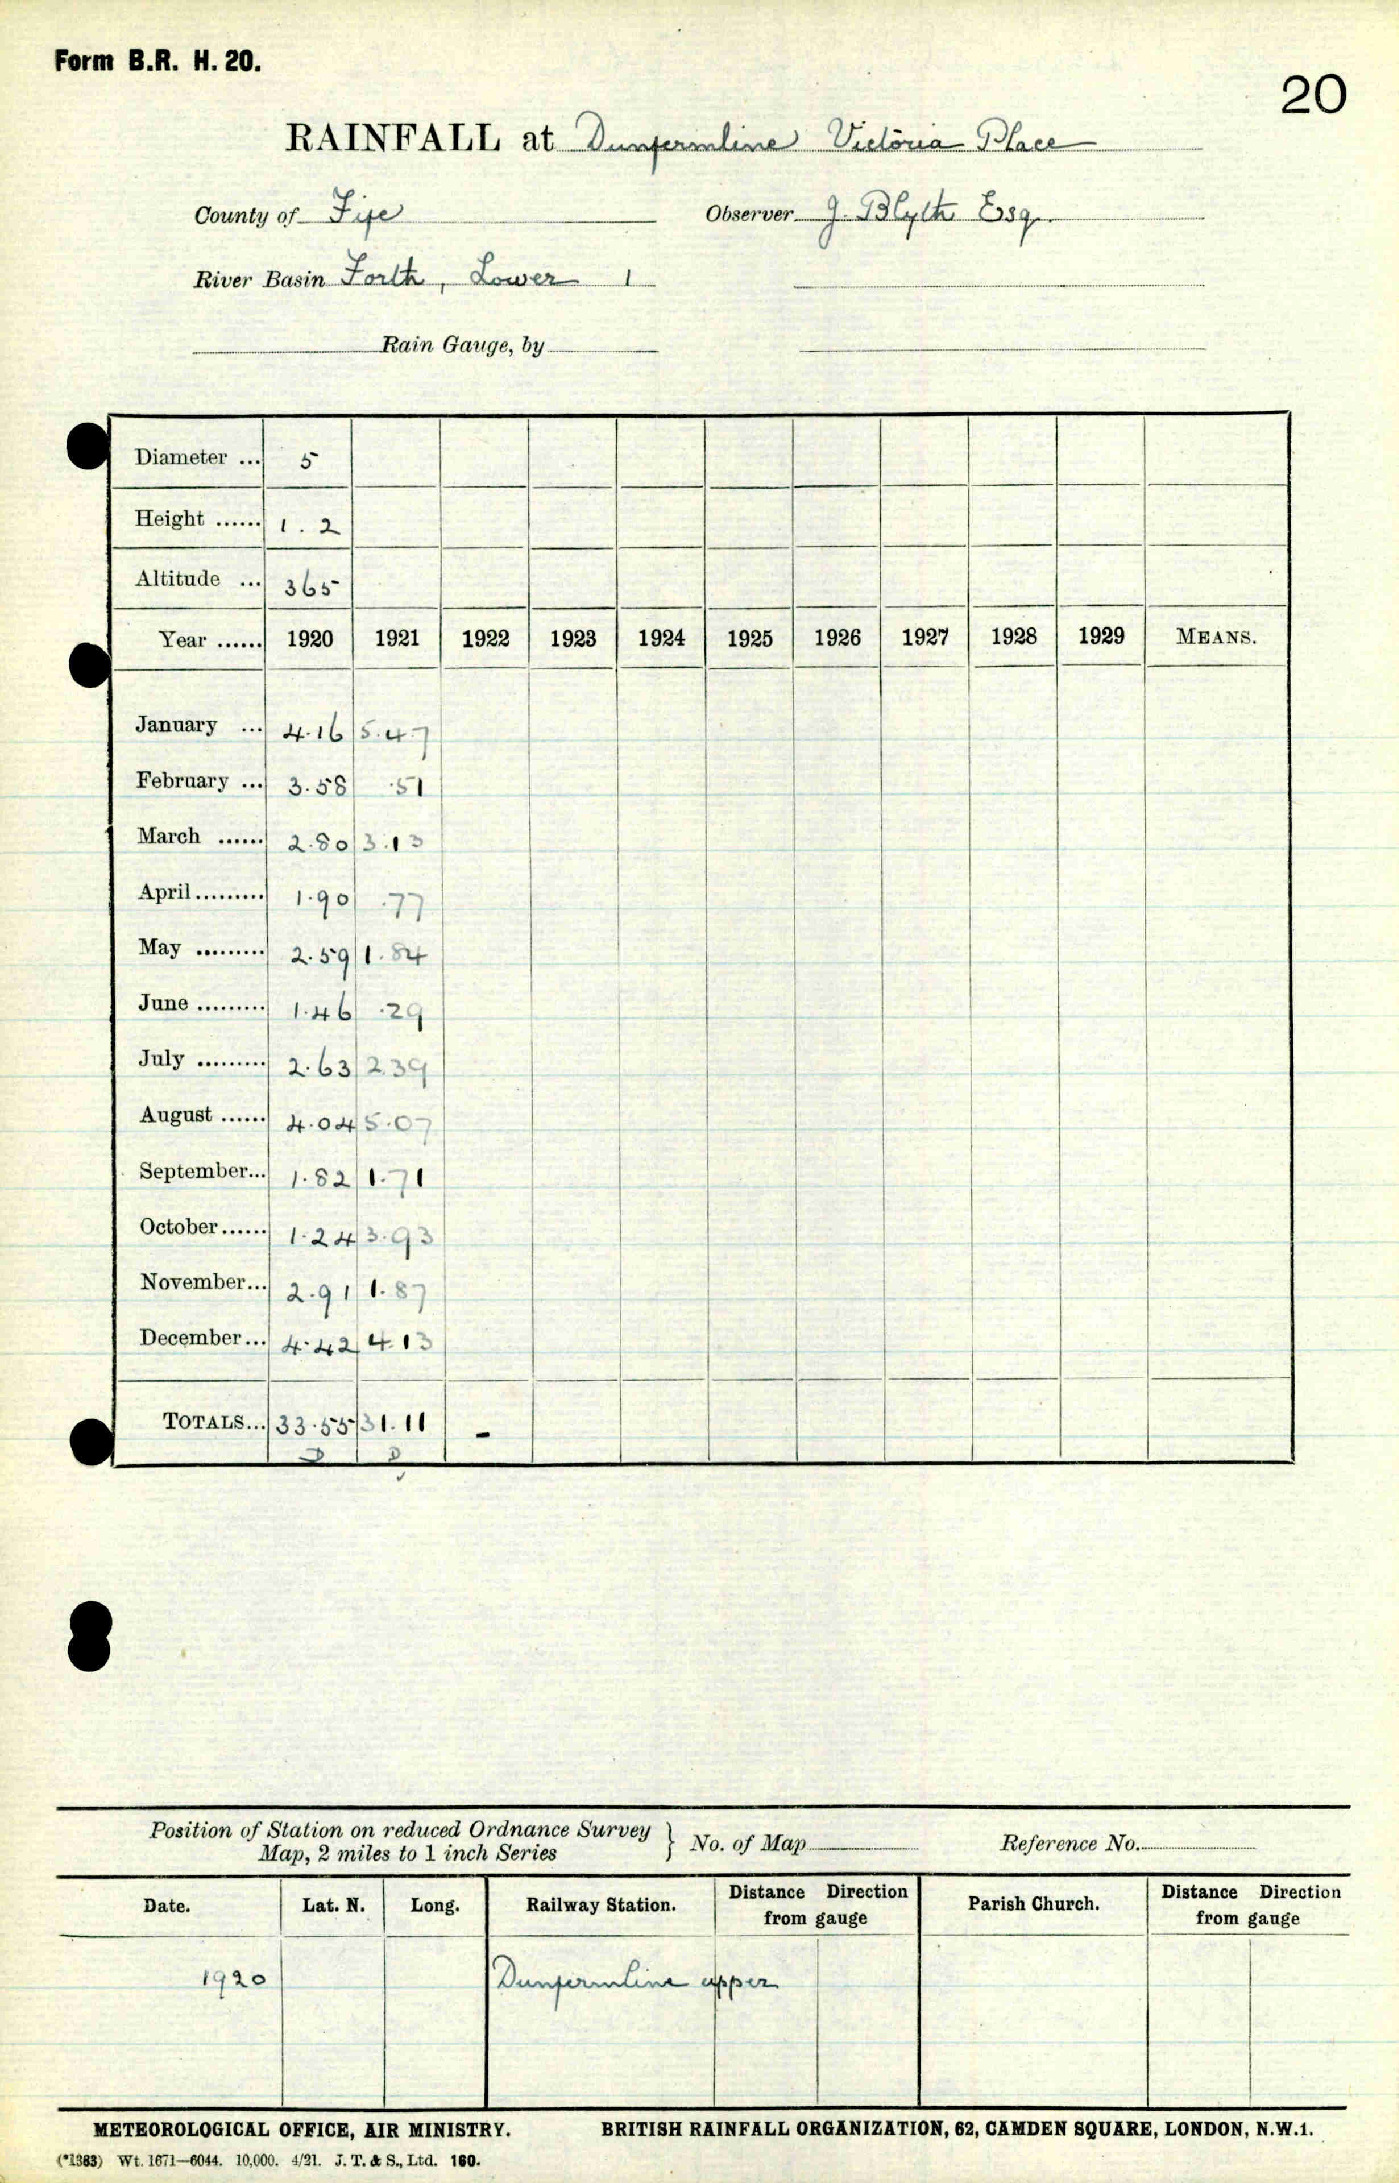 Form B.R. H. 20.
20
RAINFALL at Dunfermline Victoria Place
County of Fife Observer J. Blyth Esq.
River Basin Forth, Lower 1
Rain Gauge, by
Diameter ... 5
Height ...... 1.2
Altitude ... 365
Year ...... 1920 1921 1922 1923 1924 1925 1926 1927 1928 1929 MEANS.
January ... 4.16 5.47
February ... 3.58 .51
March ...... 2.80 3.13
April......... 1.90 .77
May ......... 2.59 1.84
June ......... 1.46 .29
July ......... 2.63 2.39
August ...... 4.04 5.07
September... 1.82 1.71
October...... 1.24 3.93
November... 2.91 1.87
December... 4.42 4.13
TOTALS... 33.55 31.11 -
D D
Position of Station on reduced Ordnance Survey
Map, 2 miles to 1 inch Series } No. of Map Reference No.
Date. Lat. N. Long. Railway Station. Distance Direction from gauge Parish Church. Distance Direction from gauge
1920 Dunfermline upper
METEOROLOGICAL OFFICE, AIR MINISTRY. BRITISH RAINFALL ORGANIZATION, 62, CAMDEN SQUARE, LONDON, N.W.1.
(*1383) Wt. 1671—6044. 10,000. 4/21. J. T. & S., Ltd. 160.